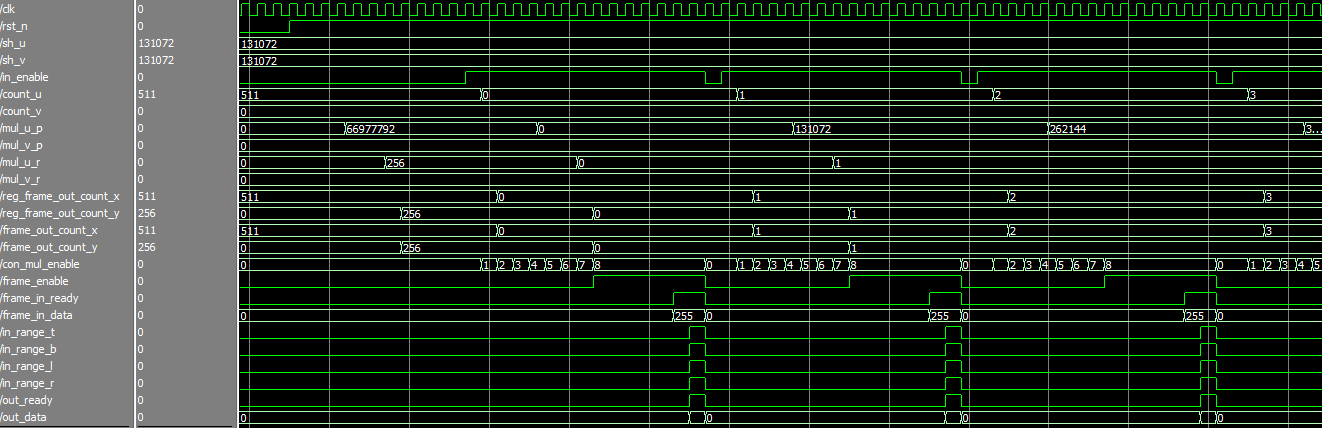 /clk 0
/rst_n 0
/sh_u 131072 131072
/sh_v 131072 131072
/in_enable 0
/count_u 511 511 0 1 2 3
/count_v 0 0
/mul_u_p 0 0 66977792 0 131072 262144 3...
/mul_v_p 0 0
/mul_u_r 0 0 256 0 1
/mul_v_r 0 0
/reg_frame_out_count_x 511 511 0 1 2 3
/reg_frame_out_count_y 256 0 256 0 1
/frame_out_count_x 511 511 0 1 2 3
/frame_out_count_y 256 0 256 0 1
/con_mul_enable 0 0 1 2 3 4 5 6 7 8 0 1 2 3 4 5 6 7 8 0 2 3 4 5 6 7 8 0 1 2 3 4 5
/frame_enable 0
/frame_in_ready 0
/frame_in_data 0 0 255 0 255 0 255 0
/in_range_t 0
/in_range_b 0
/in_range_l 0
/in_range_r 0
/out_ready 0
/out_data 0 0 0 0 0